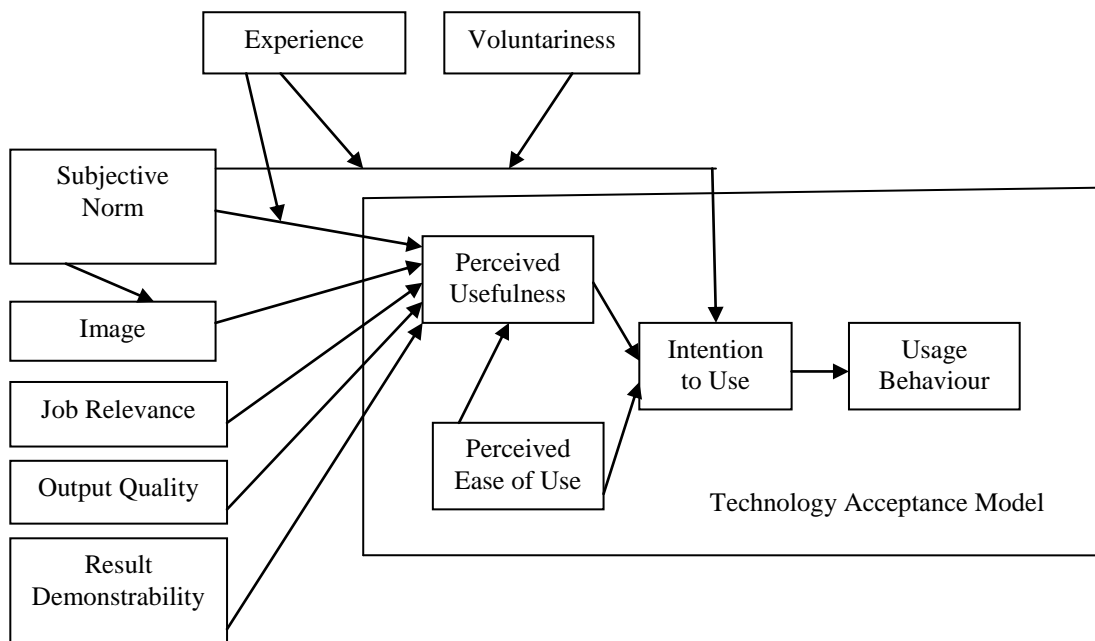 Experience
Voluntariness
Subjective
Norm
Perceived
Usefulness
Image
Intention
to Use
Usage
Behaviour
Job Relevance
Perceived
Ease of Use
Output Quality
Technology Acceptance Model
Result
Demonstrability